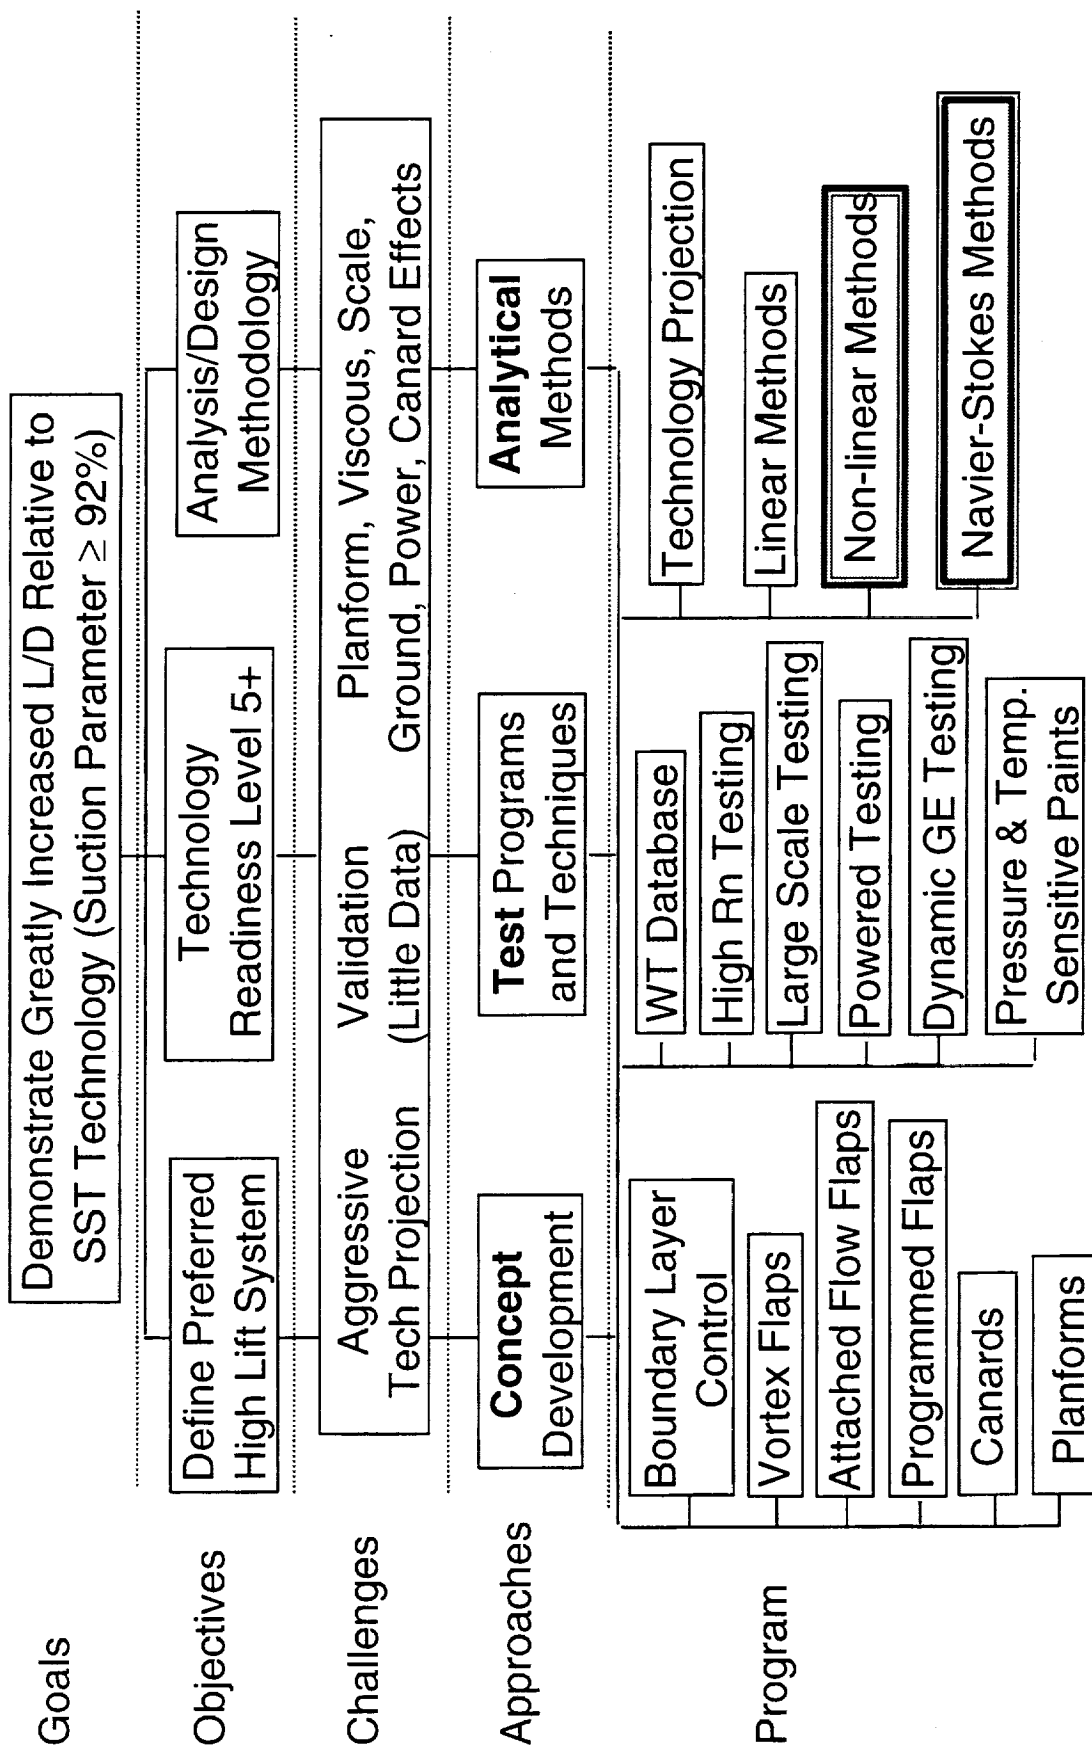 Goals
Demonstrate Greatly Increased L/D Relative to
SST Technology (Suction Parameter ≥ 92%)
Objectives
Define Preferred
High Lift System
Technology
Readiness Level 5+
Analysis/Design
Methodology
Challenges
Aggressive
Tech Projection
Validation
(Little Data)
Planform, Viscous, Scale,
Ground, Power, Canard Effects
Approaches
Concept
Development
Test Programs
and Techniques
Analytical
Methods
Program
Boundary Layer
Control
Vortex Flaps
Attached Flow Flaps
Programmed Flaps
Canards
Planforms
WT Database
High Rn Testing
Large Scale Testing
Powered Testing
Dynamic GE Testing
Pressure & Temp.
Sensitive Paints
Technology Projection
Linear Methods
Non-linear Methods
Navier-Stokes Methods